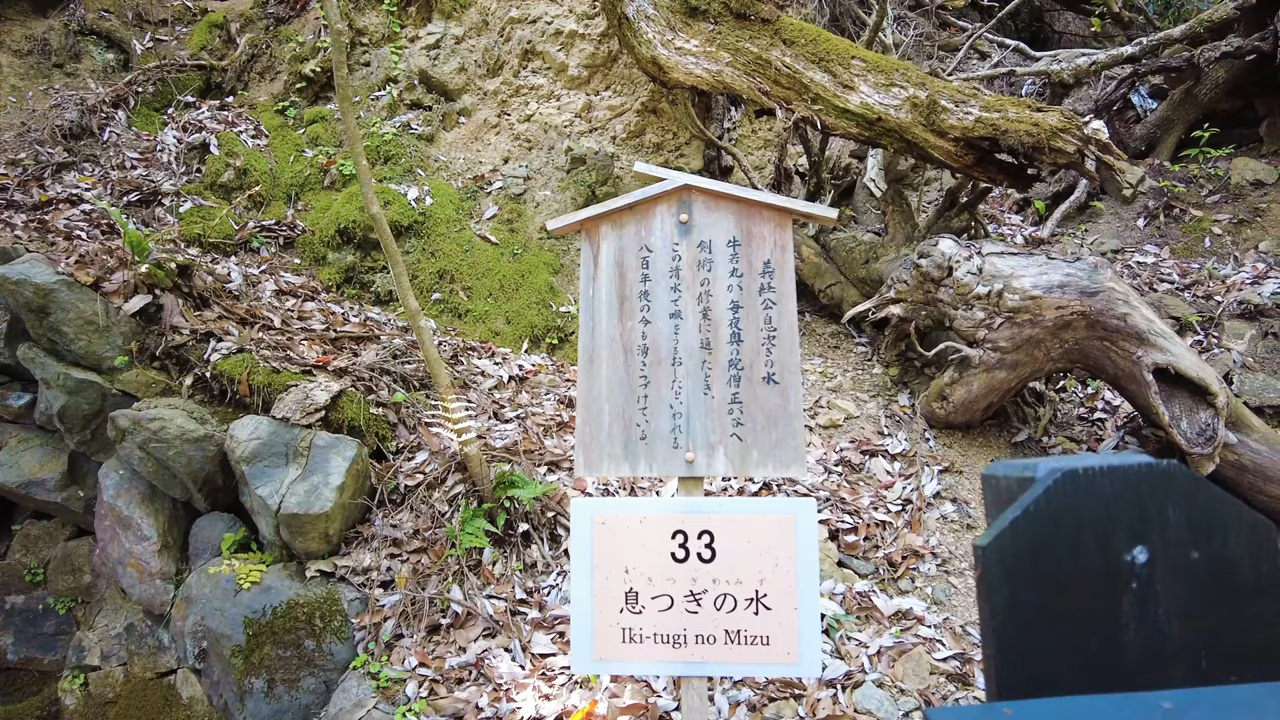 義経公息次ぎの水
牛若丸が、毎夜奥の院僧正が谷へ
剣術の修業に通ったとき、
この清水で喉をうるおしたと、いわれる。
八百年後の今も湧きつづけている。
33
いきつぎのみず
息つぎの水
Iki-tugi no Mizu